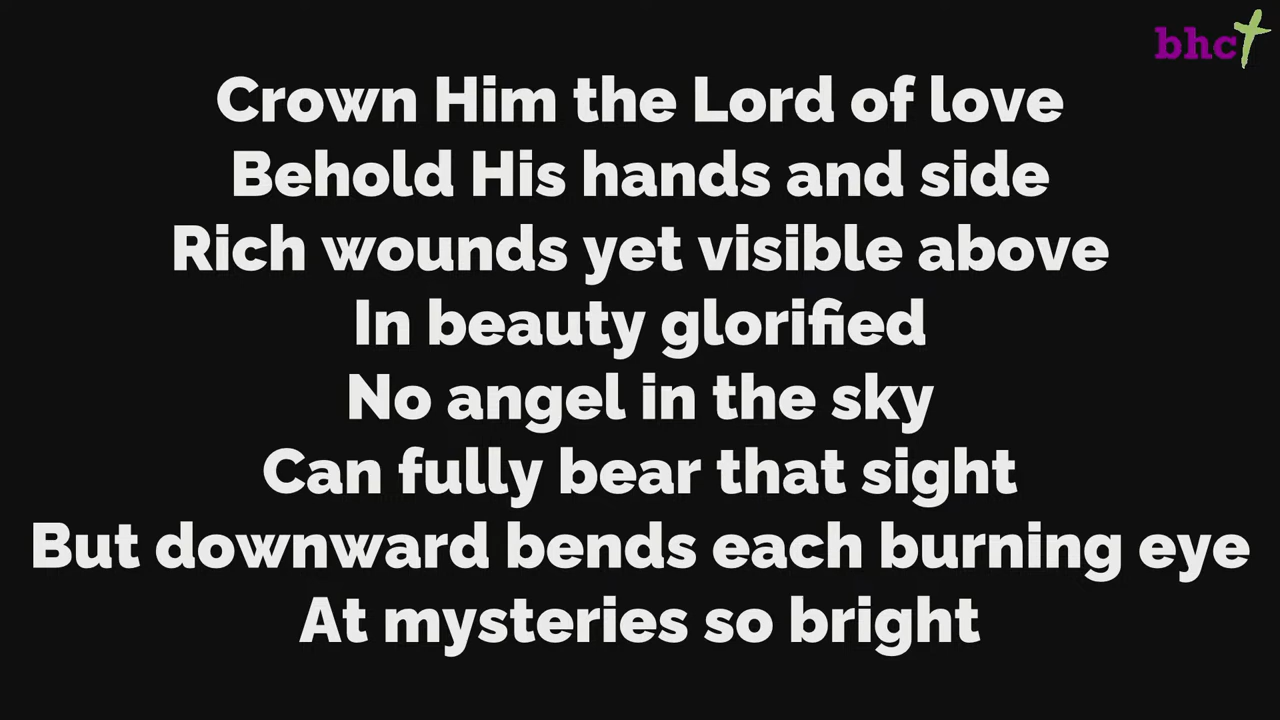 bhc
Crown Him the Lord of love
Behold His hands and side
Rich wounds yet visible above
In beauty glorified
No angel in the sky
Can fully bear that sight
But downward bends each burning eye
At mysteries so bright